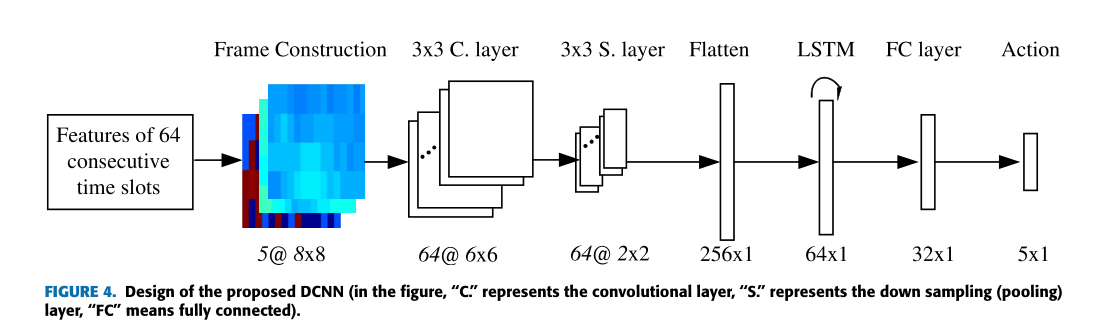 Frame Construction 3x3 C. layer 3x3 S. layer Flatten LSTM FC layer Action
Features of 64
consecutive
time slots
5@ 8x8 64@ 6x6 64@ 2x2 256x1 64x1 32x1 5x1
FIGURE 4. Design of the proposed DCNN (in the figure, “C.” represents the convolutional layer, “S.” represents the down sampling (pooling)
layer, “FC” means fully connected).